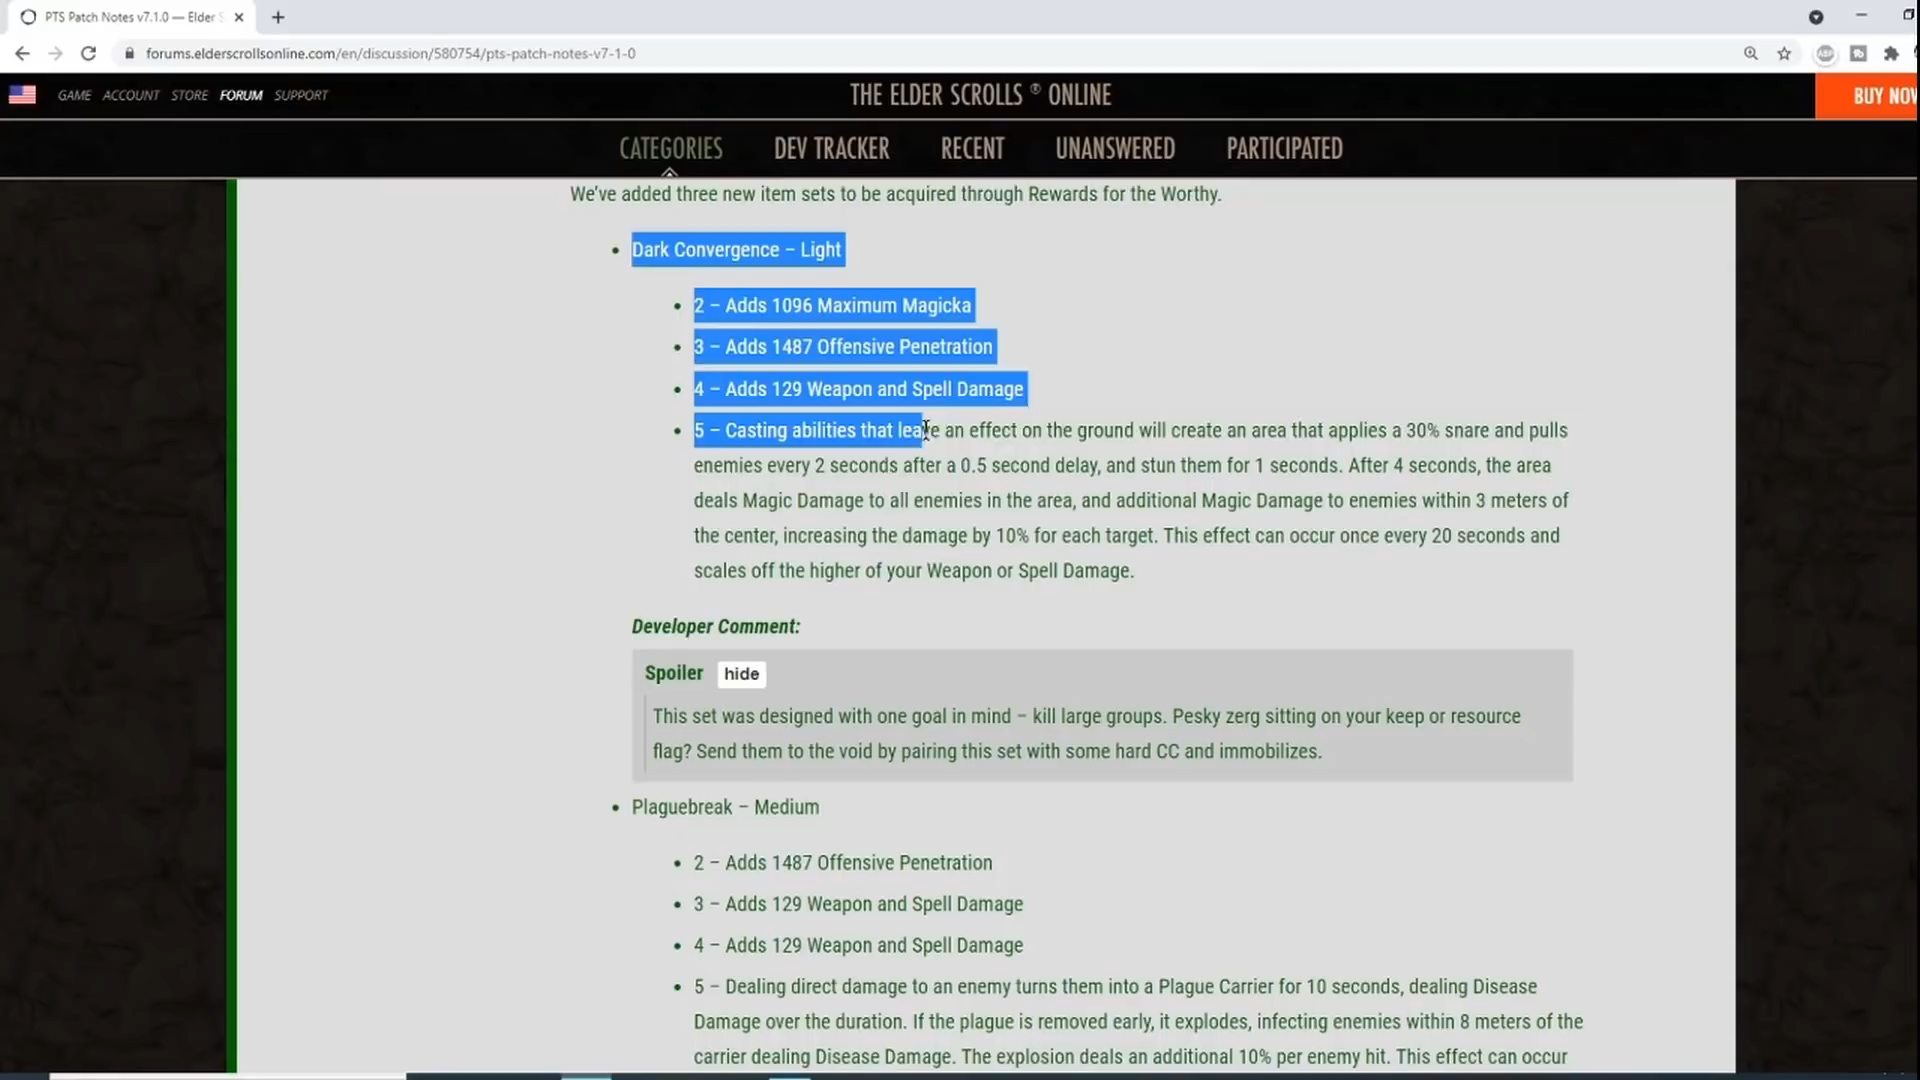 PTS Patch Notes v7.1.0 — Elder S
forums.elderscrollsonline.com/en/discussion/580754/pts-patch-notes-v7-1-0
ABP
GAME ACCOUNT STORE FORUM SUPPORT
THE ELDER SCROLLS ® ONLINE
BUY NOW
CATEGORIES DEV TRACKER RECENT UNANSWERED PARTICIPATED
We've added three new item sets to be acquired through Rewards for the Worthy.
• Dark Convergence – Light
• 2 – Adds 1096 Maximum Magicka
• 3 – Adds 1487 Offensive Penetration
• 4 – Adds 129 Weapon and Spell Damage
• 5 – Casting abilities that leave an effect on the ground will create an area that applies a 30% snare and pulls
enemies every 2 seconds after a 0.5 second delay, and stun them for 1 seconds. After 4 seconds, the area
deals Magic Damage to all enemies in the area, and additional Magic Damage to enemies within 3 meters of
the center, increasing the damage by 10% for each target. This effect can occur once every 20 seconds and
scales off the higher of your Weapon or Spell Damage.
Developer Comment:
Spoiler hide
This set was designed with one goal in mind – kill large groups. Pesky zerg sitting on your keep or resource
flag? Send them to the void by pairing this set with some hard CC and immobilizes.
• Plaguebreak – Medium
• 2 – Adds 1487 Offensive Penetration
• 3 – Adds 129 Weapon and Spell Damage
• 4 – Adds 129 Weapon and Spell Damage
• 5 – Dealing direct damage to an enemy turns them into a Plague Carrier for 10 seconds, dealing Disease
Damage over the duration. If the plague is removed early, it explodes, infecting enemies within 8 meters of the
carrier dealing Disease Damage. The explosion deals an additional 10% per enemy hit. This effect can occur